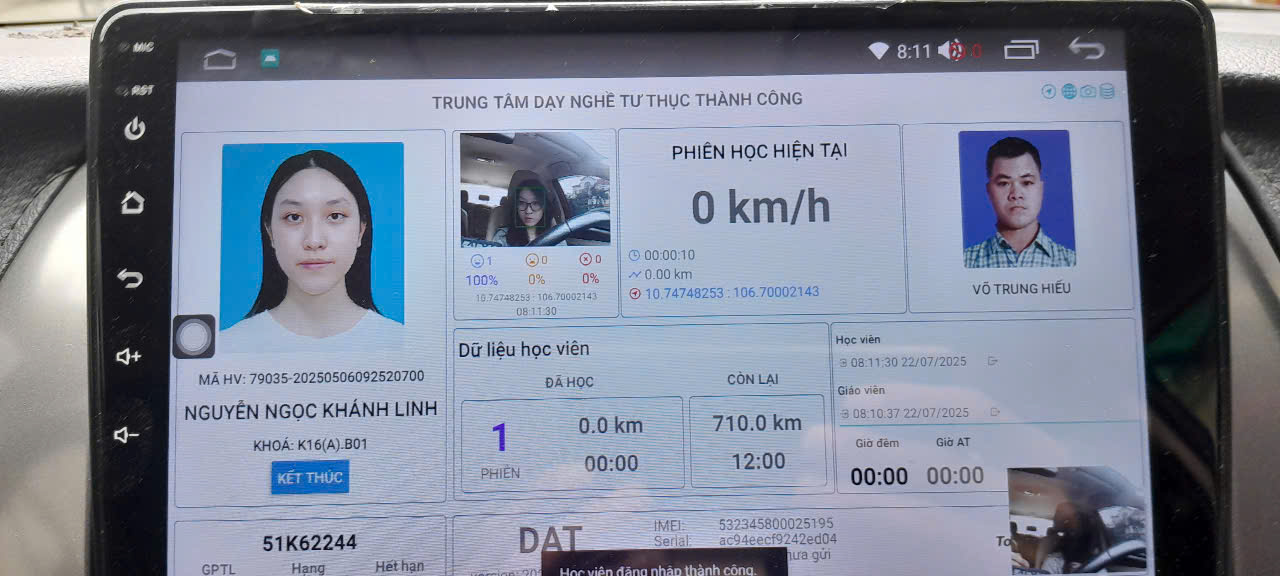 MIC
RST
8:11
TRUNG TÂM DẠY NGHỀ TƯ THỤC THÀNH CÔNG
MÃ HV: 79035-20250506092520700
NGUYỄN NGỌC KHÁNH LINH
KHOÁ: K16(A).B01
KẾT THÚC
1 0 0
100% 0% 0%
10.74748253 : 106.70002143
08:11:30
PHIÊN HỌC HIỆN TẠI
0 km/h
00:00:10
0.00 km
10.74748253 : 106.70002143
VÕ TRUNG HIẾU
Dữ liệu học viên
ĐÃ HỌC
CÒN LẠI
1
PHIÊN
0.0 km
00:00
710.0 km
12:00
Học viên
08:11:30 22/07/2025
Giáo viên
08:10:37 22/07/2025
Giờ đêm Giờ AT
00:00 00:00
51K62244
GPTL Hạng Hết hạn
DAT
IMEI: 532345800025195
Serial: ac94eecf9242ed04
gửi
Học viên đăng nhập thành công.